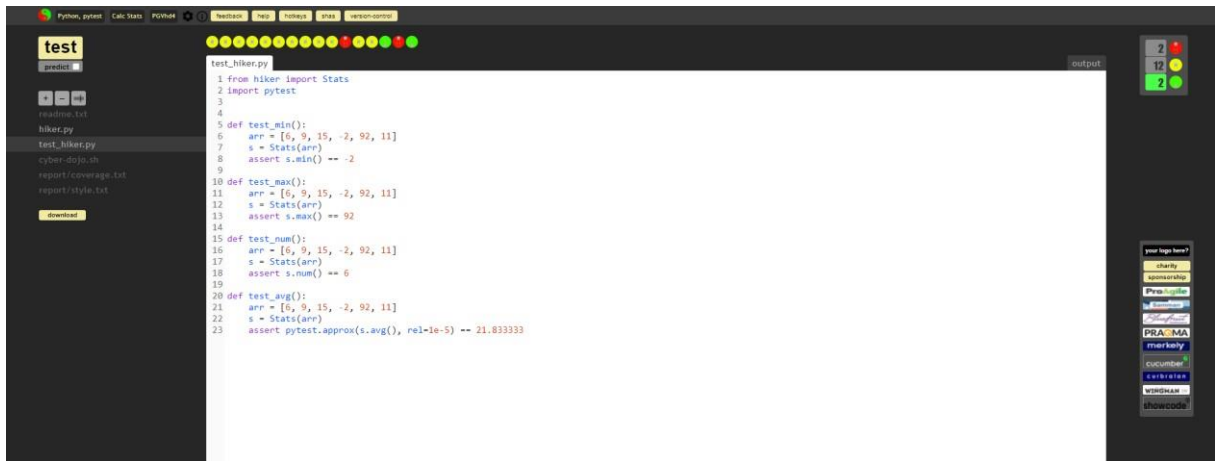 Python, pytest Calc Stats PGVhd4 feedback help hotkeys shas version-control
test
predict
+ -
readme.txt
hiker.py
test_hiker.py
cyber-dojo.sh
report/coverage.txt
report/style.txt
download
test_hiker.py output
1 from hiker import Stats
2 import pytest
3
4
5 def test_min():
6 arr = [6, 9, 15, -2, 92, 11]
7 s = Stats(arr)
8 assert s.min() == -2
9
10 def test_max():
11 arr = [6, 9, 15, -2, 92, 11]
12 s = Stats(arr)
13 assert s.max() == 92
14
15 def test_num():
16 arr = [6, 9, 15, -2, 92, 11]
17 s = Stats(arr)
18 assert s.num() == 6
19
20 def test_avg():
21 arr = [6, 9, 15, -2, 92, 11]
22 s = Stats(arr)
23 assert pytest.approx(s.avg(), rel=1e-5) == 21.833333
2
12
2
your logo here?
charity
sponsorship
ProAgile
PRAGMA
merkely
cucumber
curbralan
WINGMAN
showcode